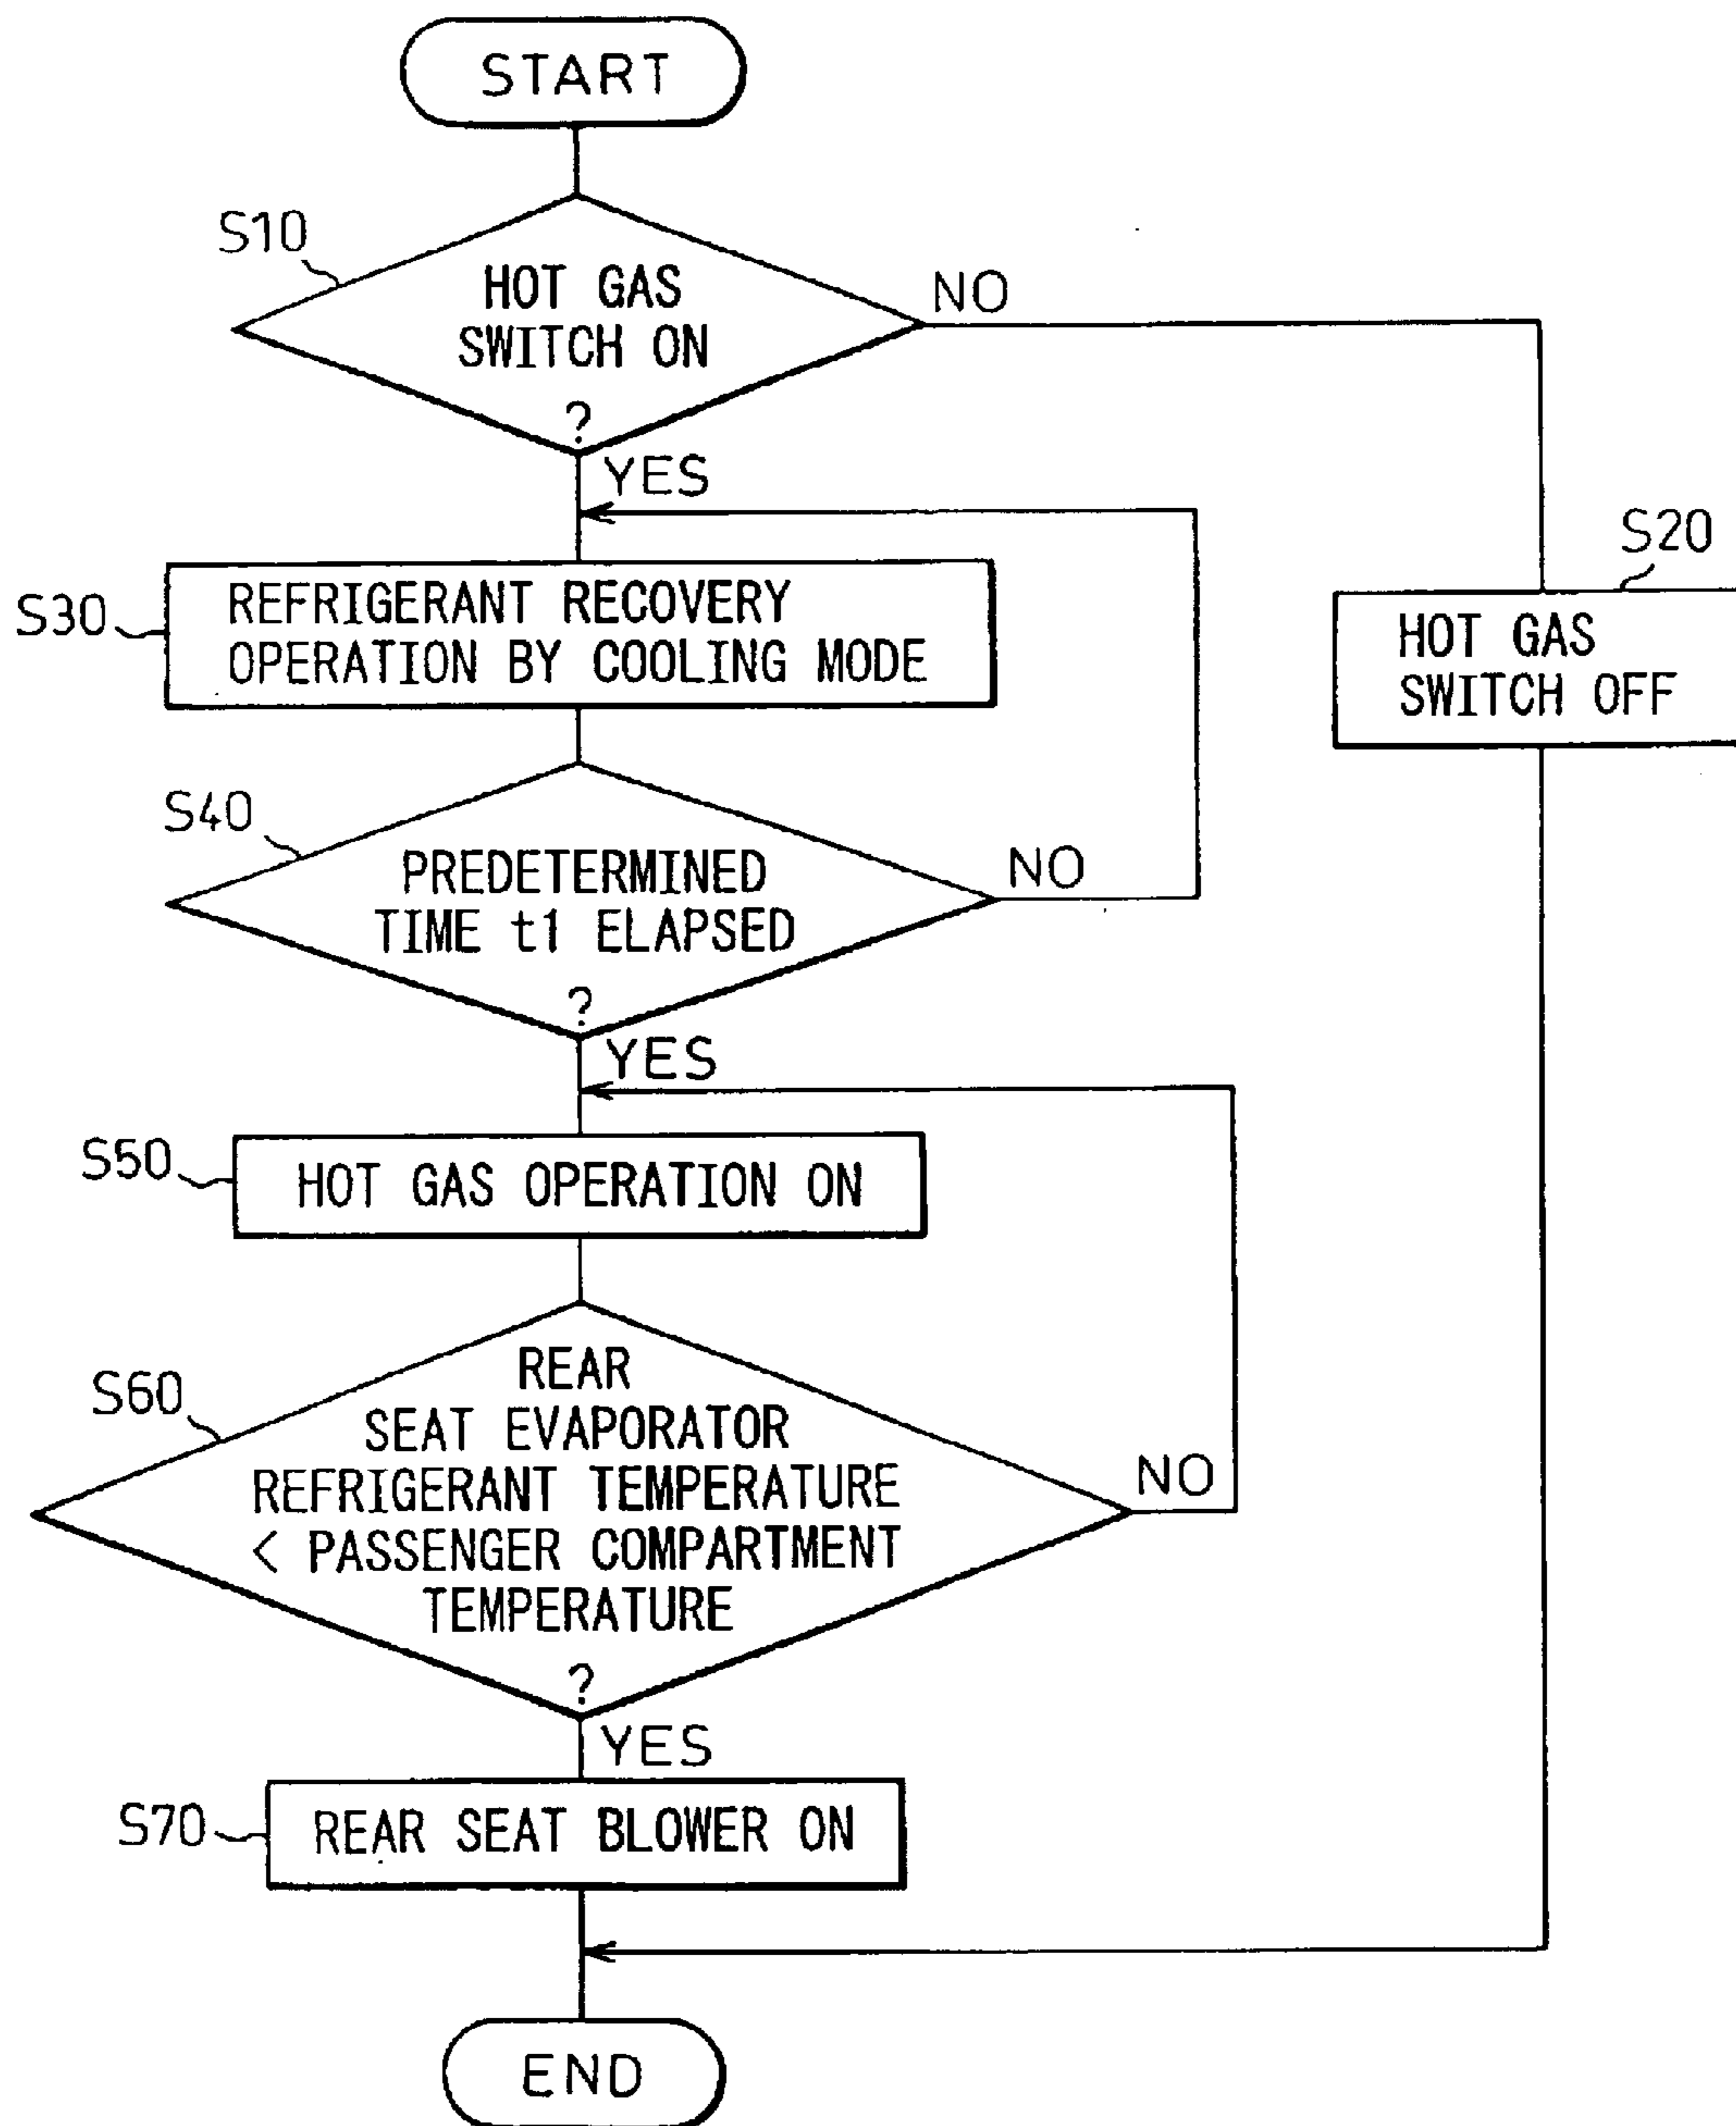 START
S10
HOT GAS
SWITCH ON
?
NO
YES
S20
HOT GAS
SWITCH OFF
S30
REFRIGERANT RECOVERY
OPERATION BY COOLING MODE
S40
PREDETERMINED
TIME t1 ELAPSED
?
NO
YES
S50
HOT GAS OPERATION ON
S60
REAR
SEAT EVAPORATOR
REFRIGERANT TEMPERATURE
< PASSENGER COMPARTMENT
TEMPERATURE
?
NO
YES
S70
REAR SEAT BLOWER ON
END